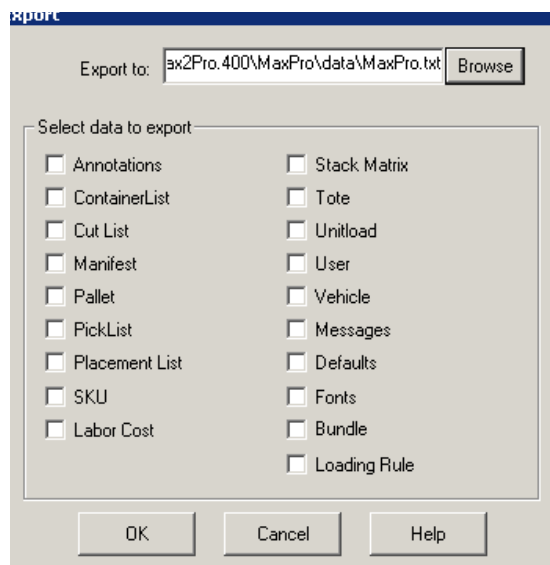 Export
Export to: ax2Pro.400\MaxPro\data\MaxPro.txt Browse
Select data to export
Annotations Stack Matrix
ContainerList Tote
Cut List Unitload
Manifest User
Pallet Vehicle
PickList Messages
Placement List Defaults
SKU Fonts
Labor Cost Bundle
Loading Rule
OK Cancel Help